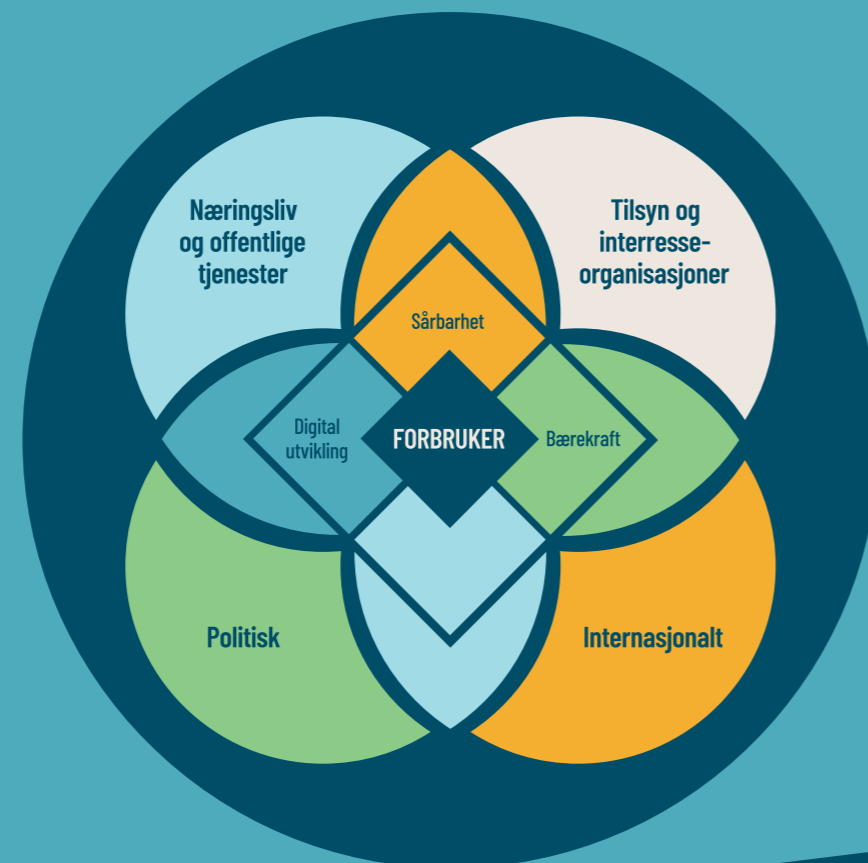 Næringsliv
og offentlige
tjenester
Tilsyn og
interresse-
organisasjoner
Sårbarhet
Digital
utvikling
FORBRUKER
Bærekraft
Politisk
Internasjonalt